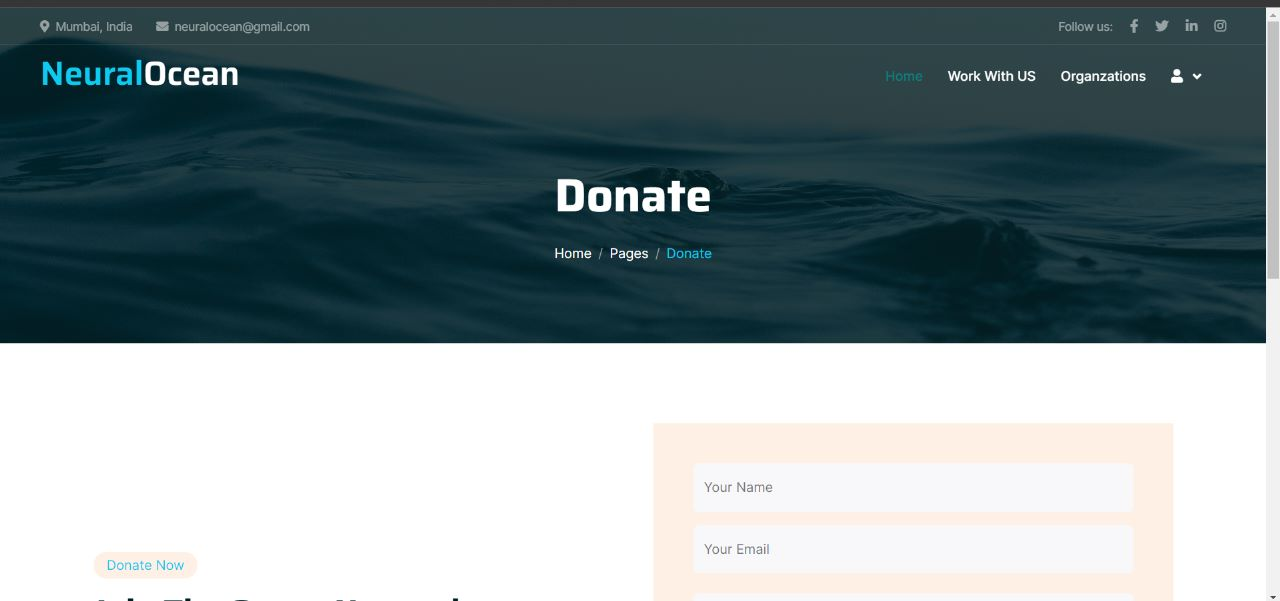 Mumbai, India neuralocean@gmail.com Follow us:
NeuralOcean
Home Work With US Organzations
Donate
Home / Pages / Donate
Your Name
Your Email
Donate Now